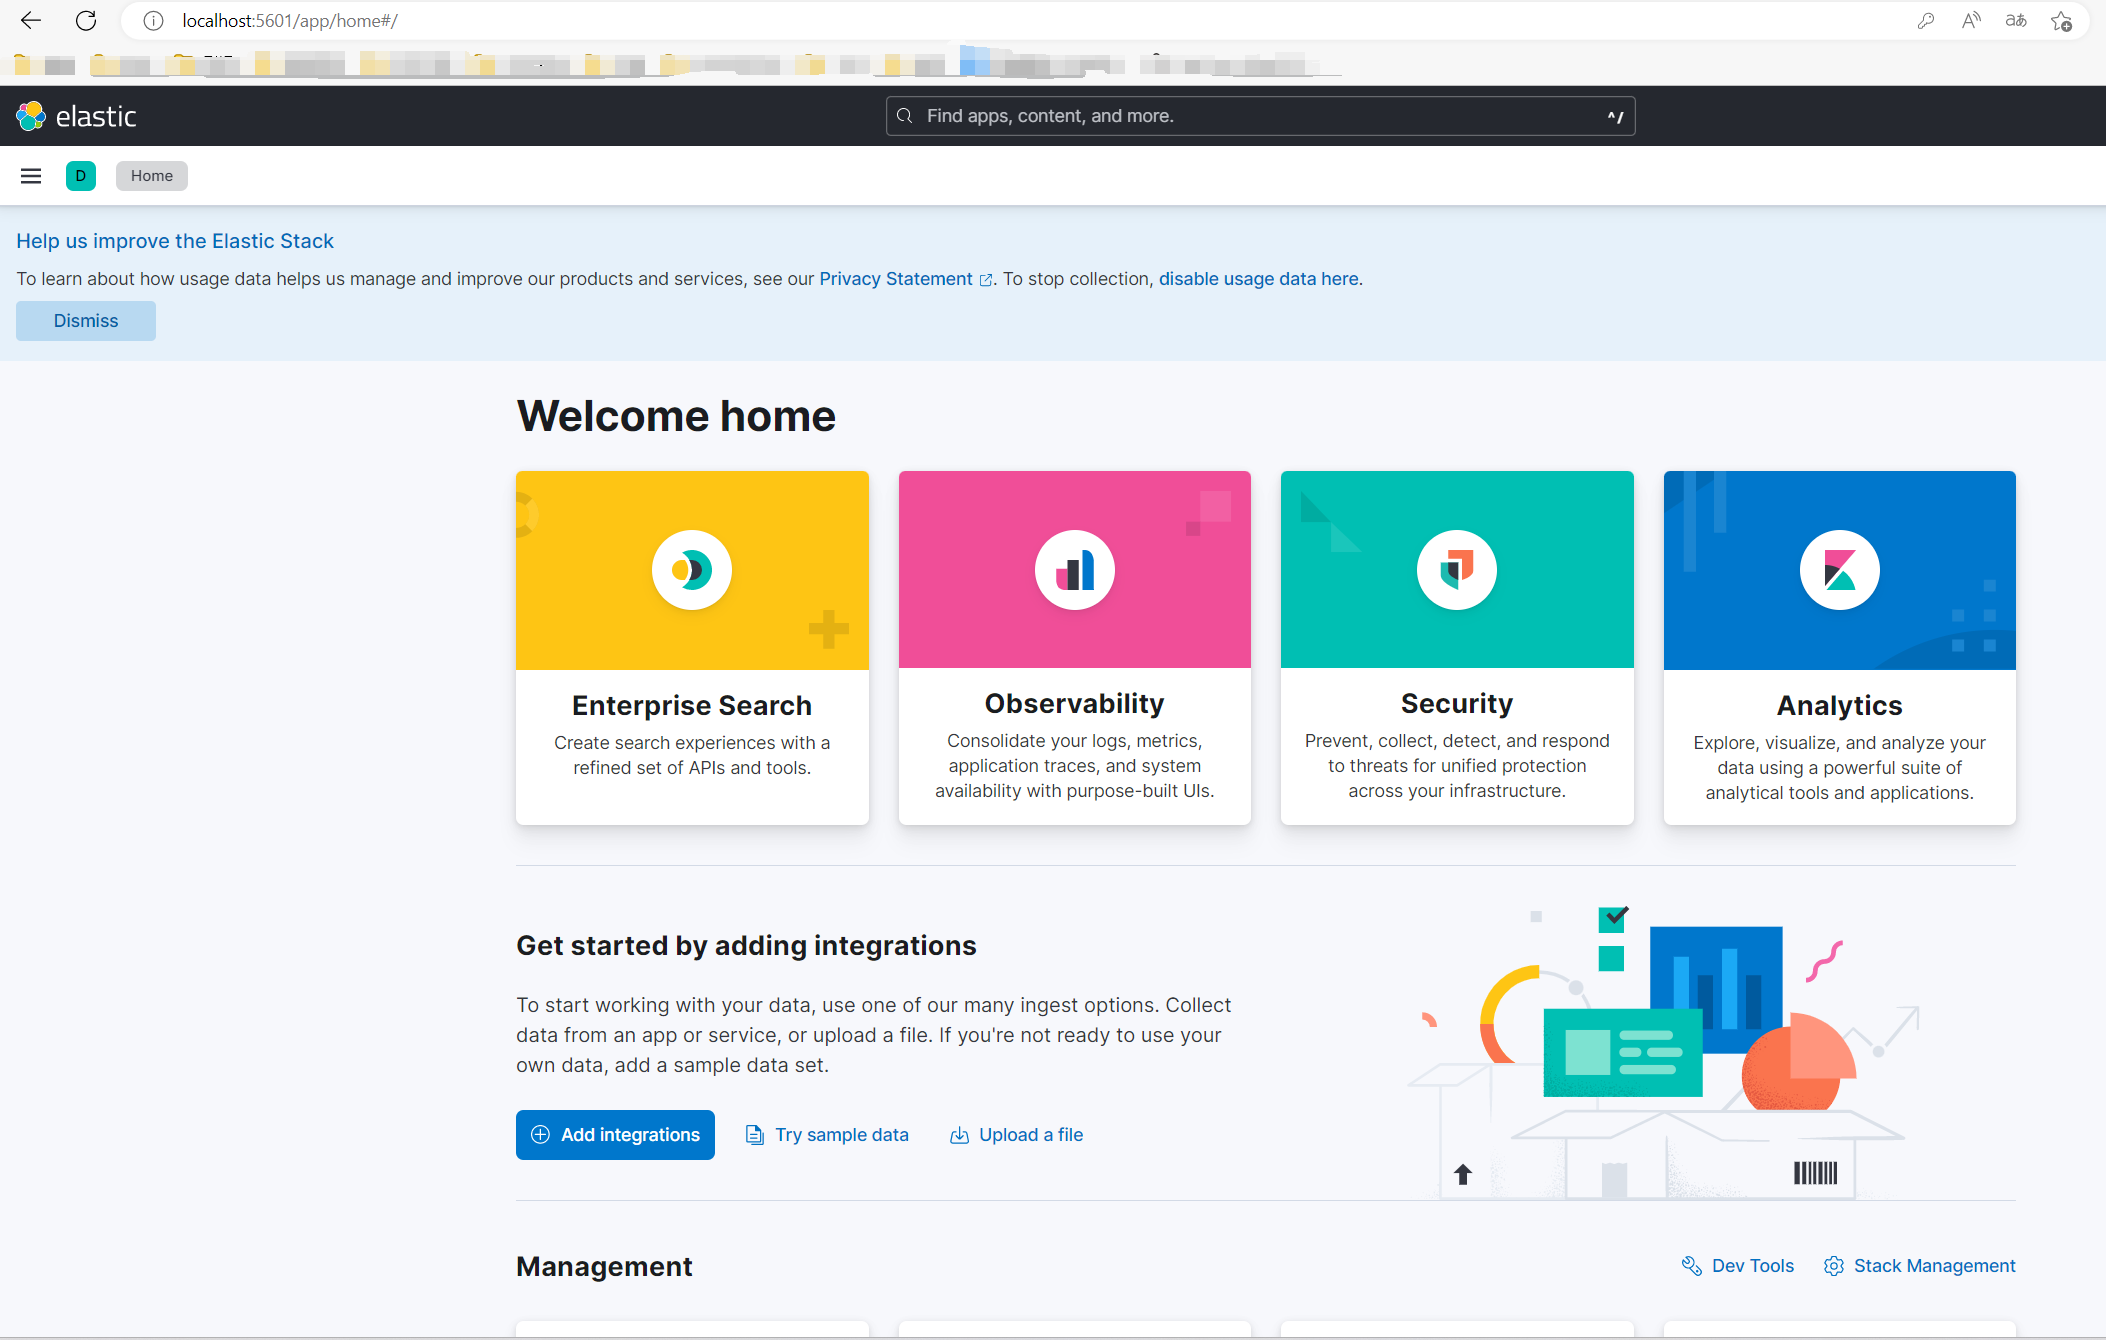 localhost:5601/app/home#/
elastic
Find apps, content, and more.
^/
D
Home
Help us improve the Elastic Stack
To learn about how usage data helps us manage and improve our products and services, see our Privacy Statement. To stop collection, disable usage data here.
Dismiss
Welcome home
Enterprise Search
Create search experiences with a
refined set of APIs and tools.
Observability
Consolidate your logs, metrics,
application traces, and system
availability with purpose-built UIs.
Security
Prevent, collect, detect, and respond
to threats for unified protection
across your infrastructure.
Analytics
Explore, visualize, and analyze your
data using a powerful suite of
analytical tools and applications.
Get started by adding integrations
To start working with your data, use one of our many ingest options. Collect
data from an app or service, or upload a file. If you're not ready to use your
own data, add a sample data set.
Add integrations
Try sample data
Upload a file
Management
Dev Tools
Stack Management